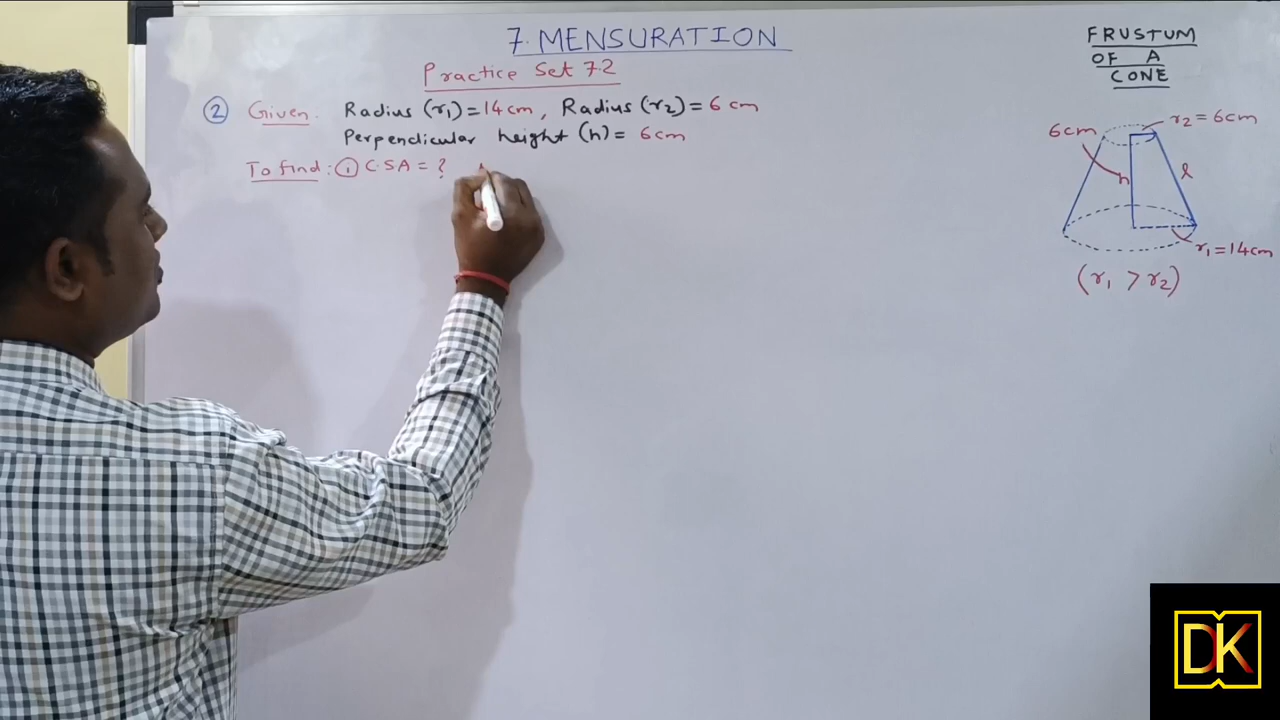 7. MENSURATION
Practice Set 7.2
② Given. Radius (r₁) = 14 cm, Radius (r₂) = 6 cm
Perpendicular height (h) = 6 cm
To find: ① CSA = ?
FRUSTUM
OF A
CONE
r₂ = 6cm
6cm
h
l
r₁ = 14cm
(r₁ > r₂)
DK